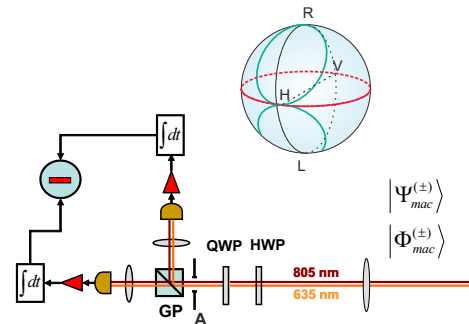 R
V
H
L
∫dt
|Ψ_mac^(±)⟩
|Φ_mac^(±)⟩
QWP HWP
805 nm
635 nm
∫dt
GP
A